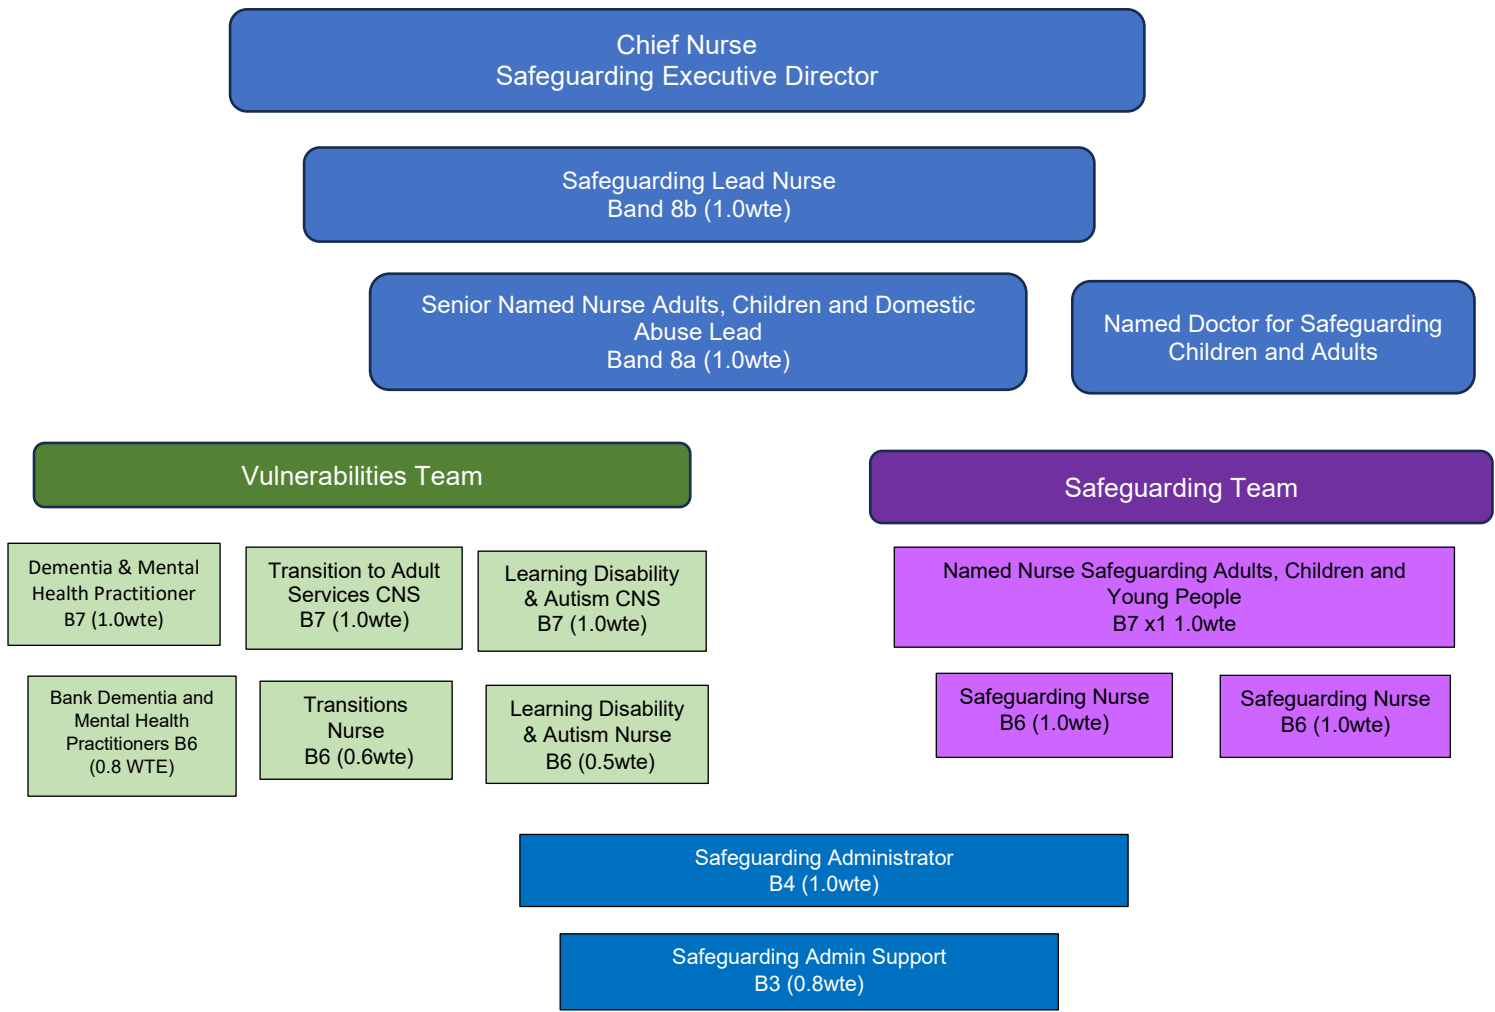 Chief Nurse
Safeguarding Executive Director
Safeguarding Lead Nurse
Band 8b (1.0wte)
Senior Named Nurse Adults, Children and Domestic
Abuse Lead
Band 8a (1.0wte)
Named Doctor for Safeguarding
Children and Adults
Vulnerabilities Team
Safeguarding Team
Dementia & Mental
Health Practitioner
B7 (1.0wte)
Transition to Adult
Services CNS
B7 (1.0wte)
Learning Disability
& Autism CNS
B7 (1.0wte)
Named Nurse Safeguarding Adults, Children and
Young People
B7 x1 1.0wte
Bank Dementia and
Mental Health
Practitioners B6
(0.8 WTE)
Transitions
Nurse
B6 (0.6wte)
Learning Disability
& Autism Nurse
B6 (0.5wte)
Safeguarding Nurse
B6 (1.0wte)
Safeguarding Nurse
B6 (1.0wte)
Safeguarding Administrator
B4 (1.0wte)
Safeguarding Admin Support
B3 (0.8wte)